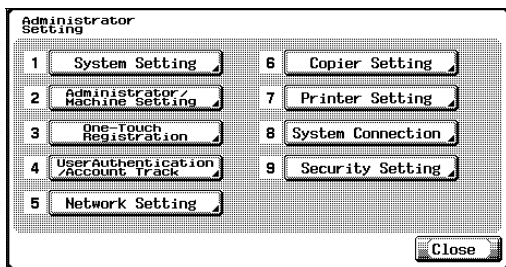 Administrator
Setting
1 System Setting
2 Administrator/
Machine Setting
3 One-Touch
Registration
4 UserAuthentication
/Account Track
5 Network Setting
6 Copier Setting
7 Printer Setting
8 System Connection
9 Security Setting
Close